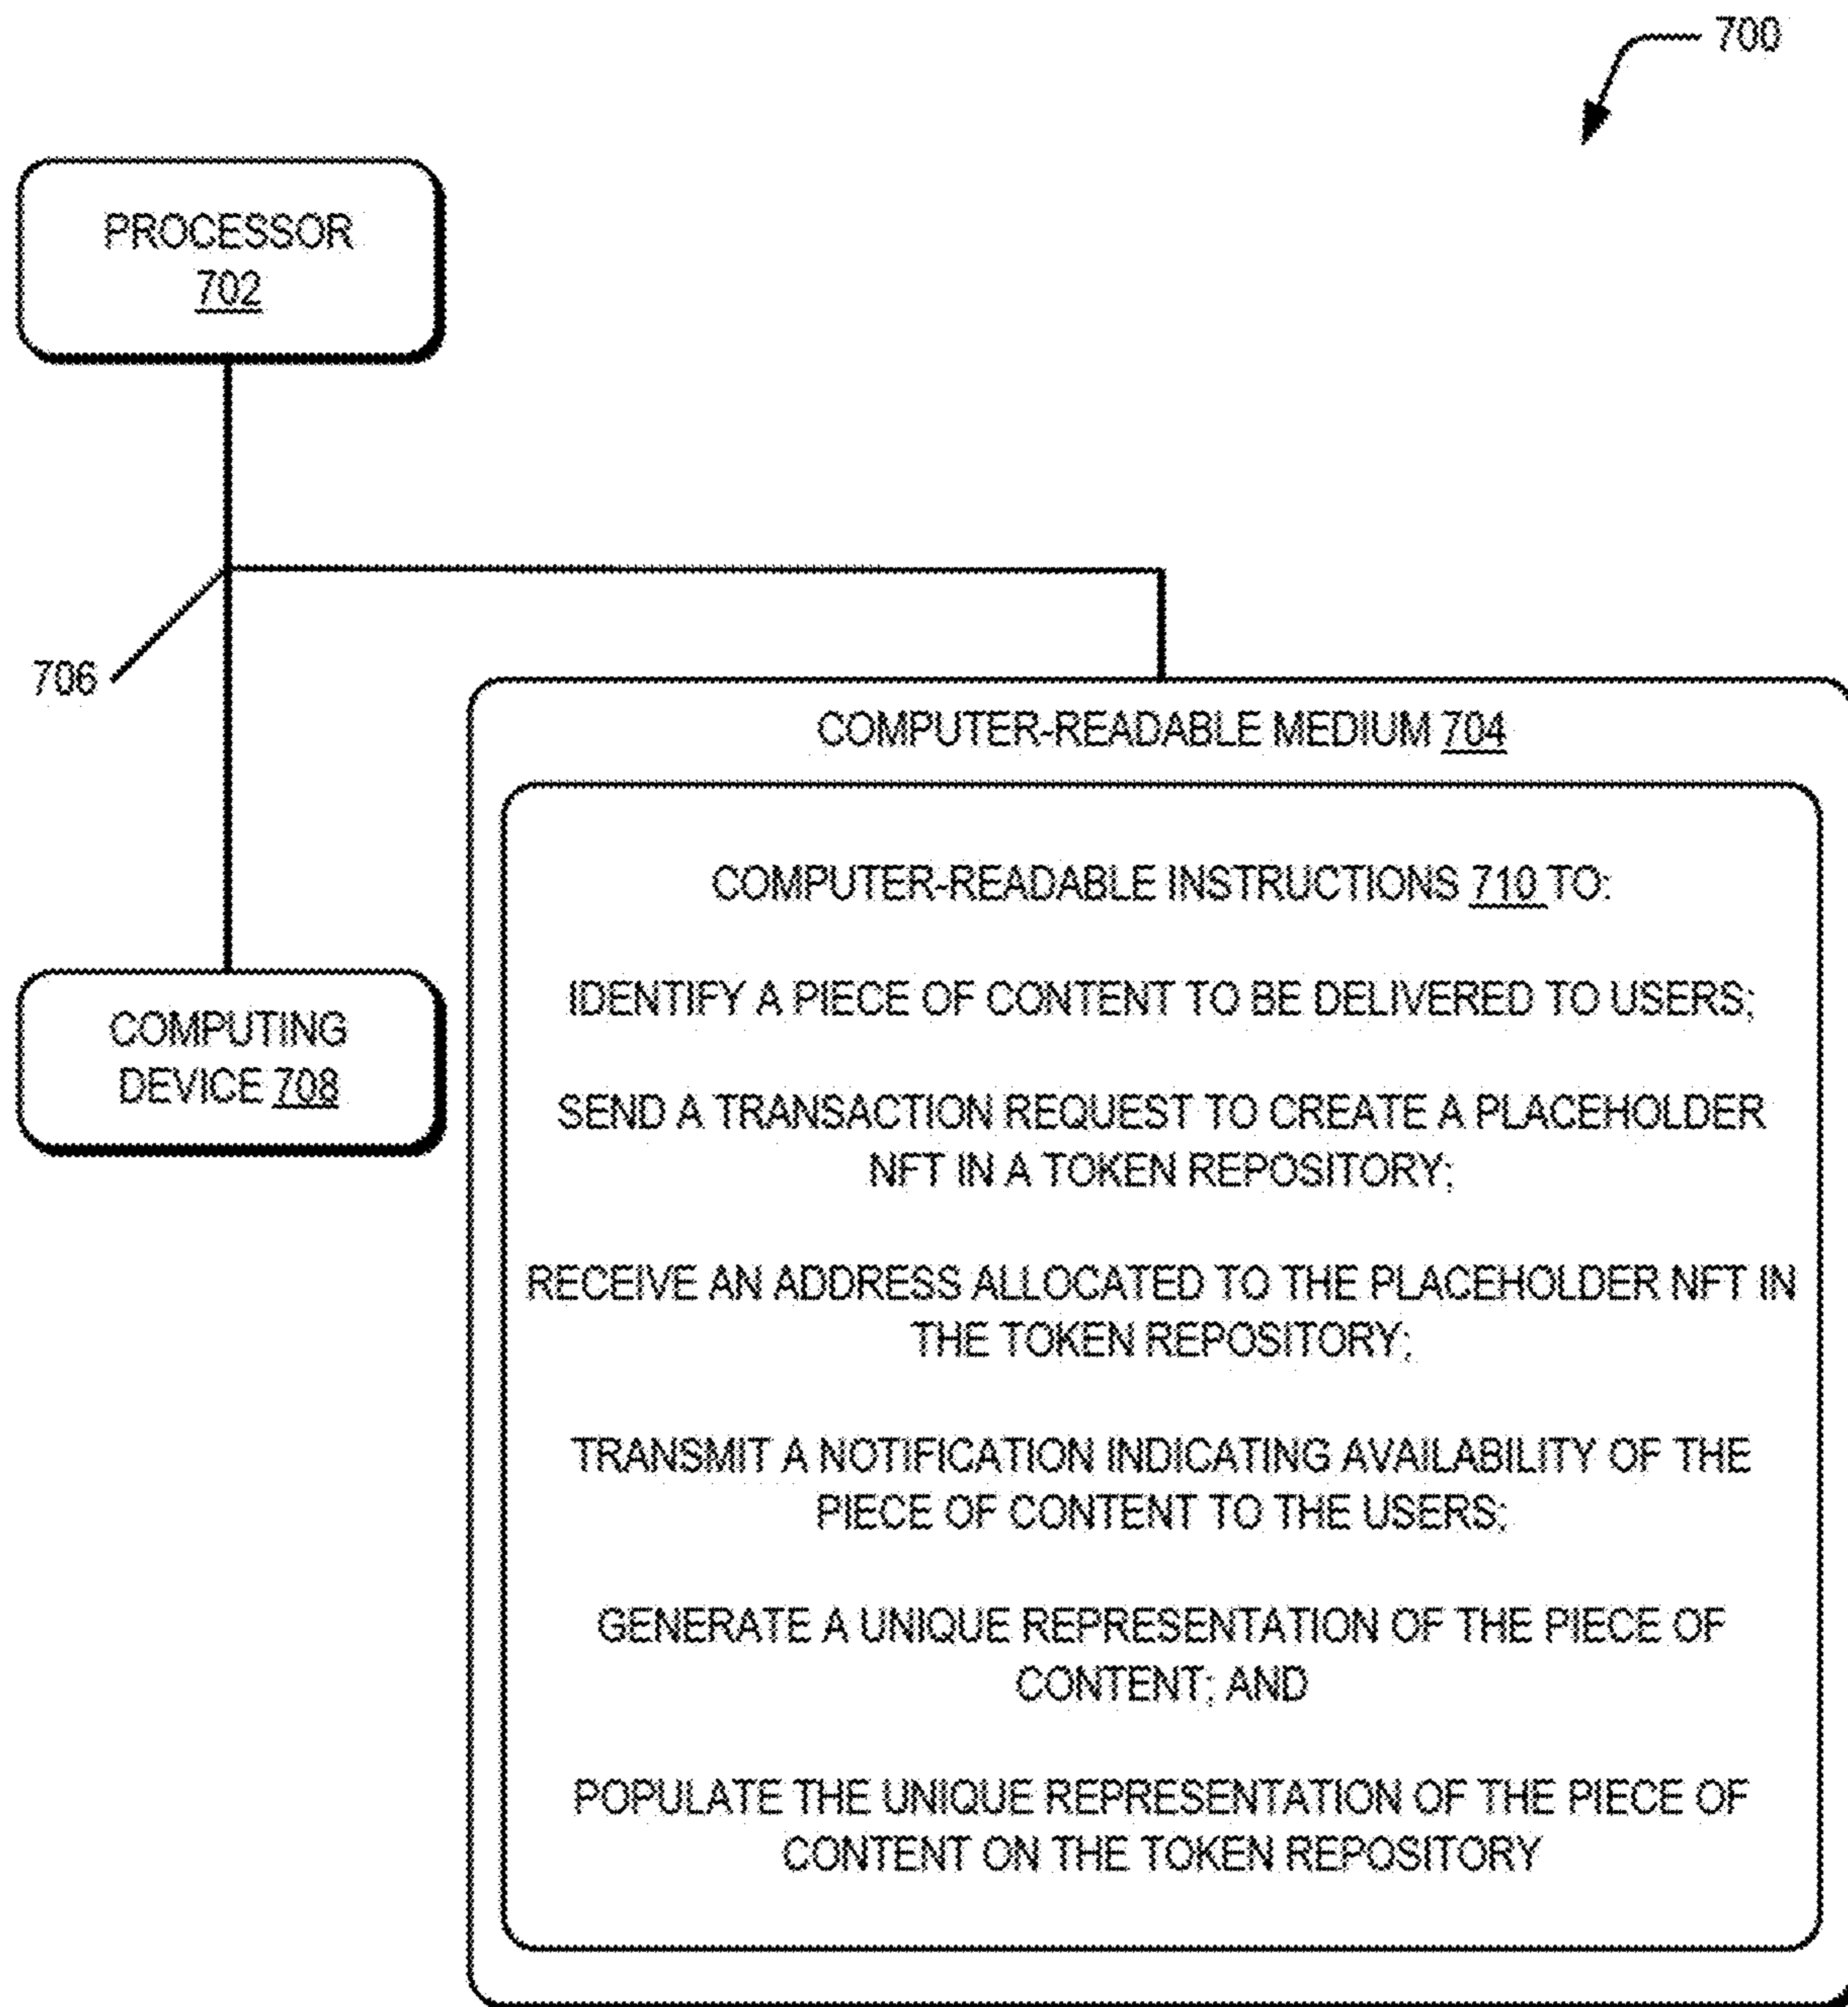 700
PROCESSOR
702
706
COMPUTER-READABLE MEDIUM 704
COMPUTER-READABLE INSTRUCTIONS 710 TO:
IDENTIFY A PIECE OF CONTENT TO BE DELIVERED TO USERS;
SEND A TRANSACTION REQUEST TO CREATE A PLACEHOLDER
NFT IN A TOKEN REPOSITORY;
RECEIVE AN ADDRESS ALLOCATED TO THE PLACEHOLDER NFT IN
THE TOKEN REPOSITORY;
TRANSMIT A NOTIFICATION INDICATING AVAILABILITY OF THE
PIECE OF CONTENT TO THE USERS;
GENERATE A UNIQUE REPRESENTATION OF THE PIECE OF
CONTENT; AND
POPULATE THE UNIQUE REPRESENTATION OF THE PIECE OF
CONTENT ON THE TOKEN REPOSITORY
COMPUTING
DEVICE 708